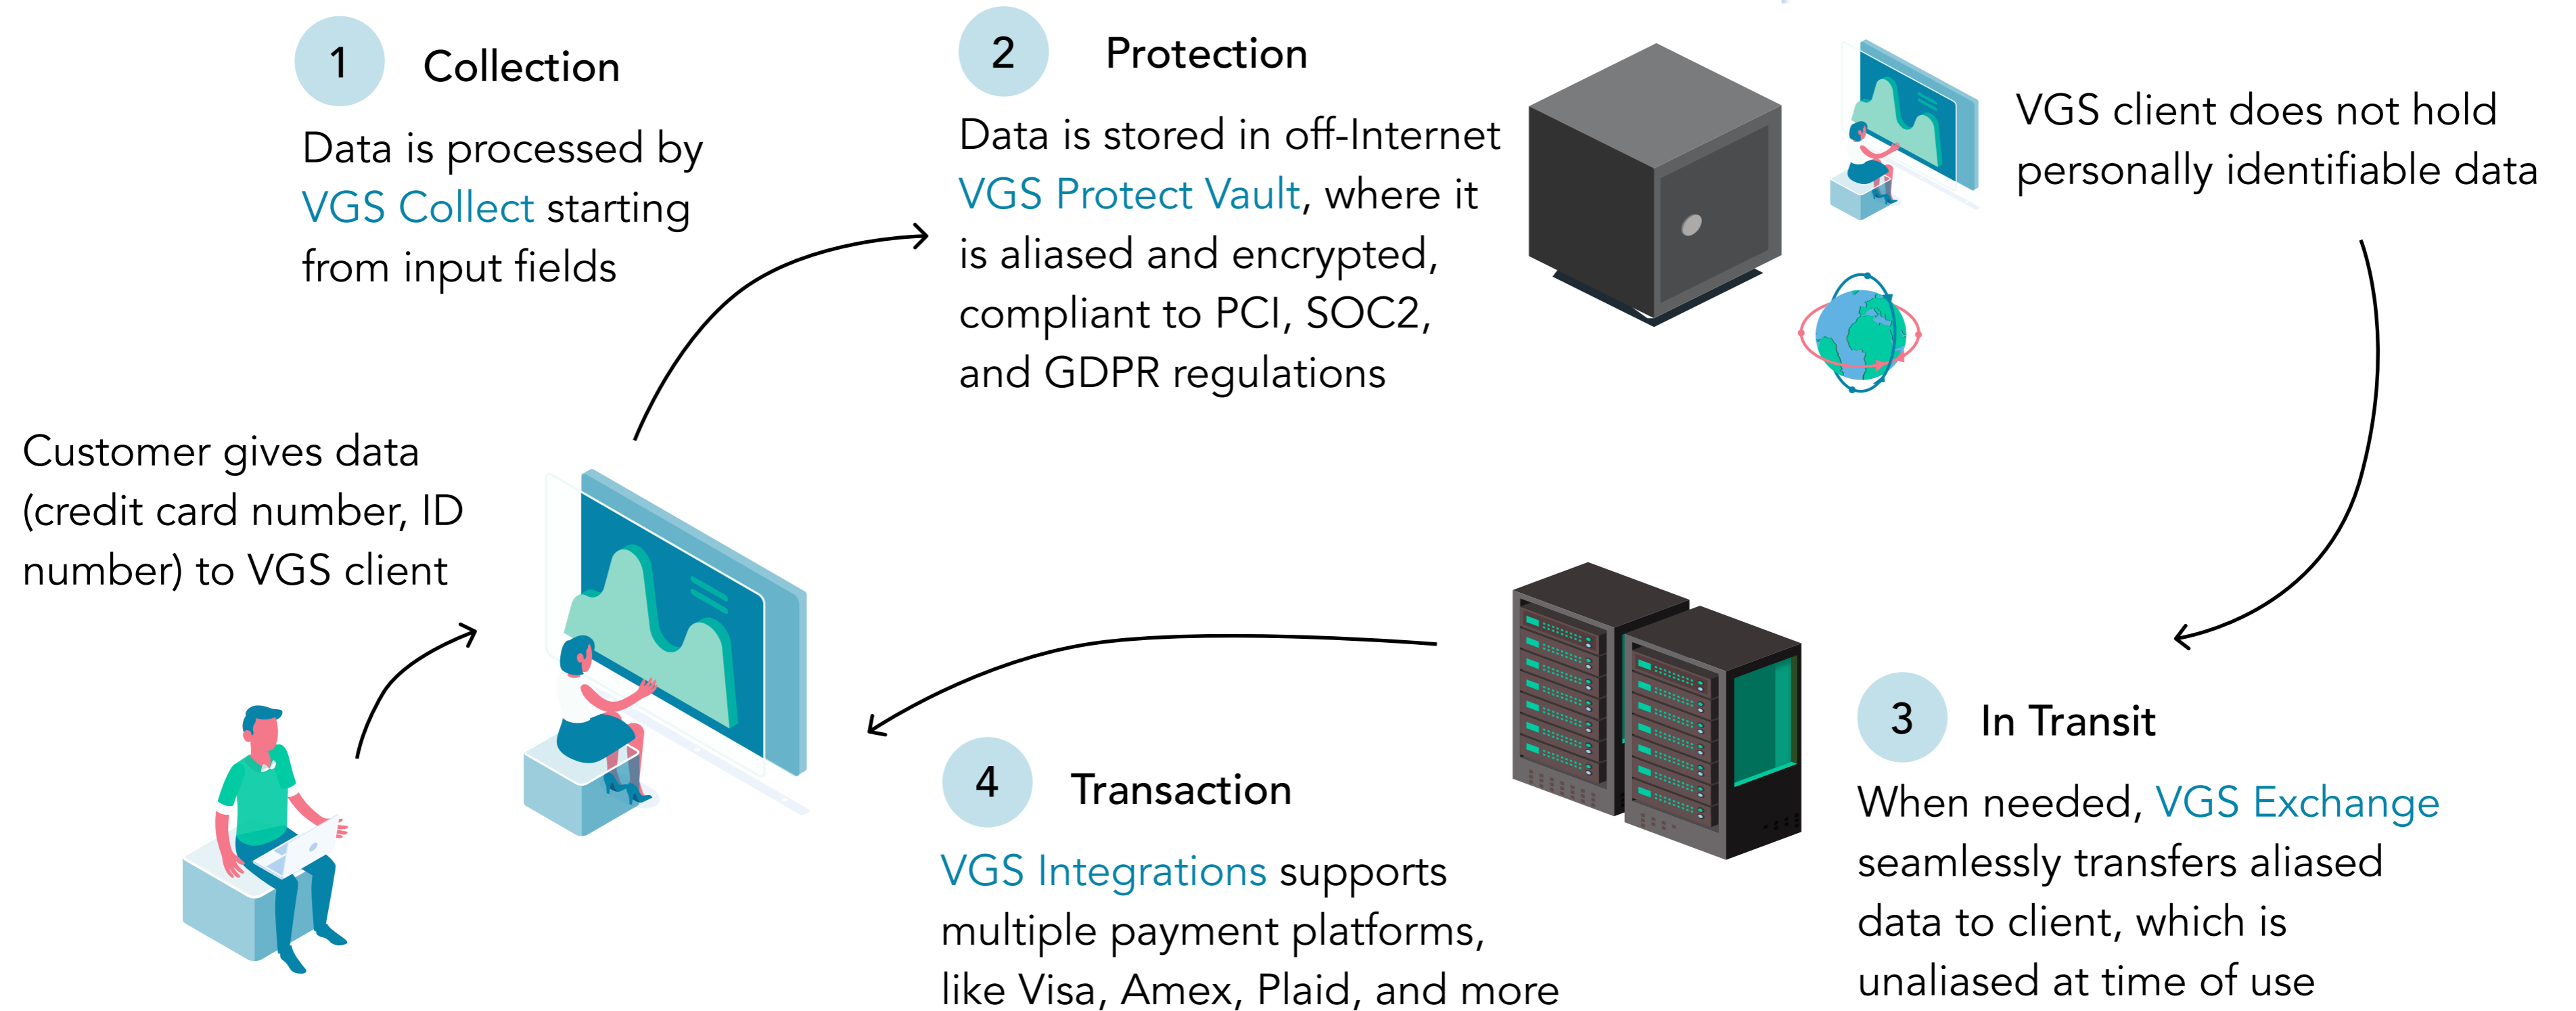 1
Collection
Data is processed by
VGS Collect starting
from input fields
2
Protection
Data is stored in off-Internet
VGS Protect Vault, where it
is aliased and encrypted,
compliant to PCI, SOC2,
and GDPR regulations
VGS client does not hold
personally identifiable data
Customer gives data
(credit card number, ID
number) to VGS client
3
In Transit
When needed, VGS Exchange
seamlessly transfers aliased
data to client, which is
unaliased at time of use
4
Transaction
VGS Integrations supports
multiple payment platforms,
like Visa, Amex, Plaid, and more